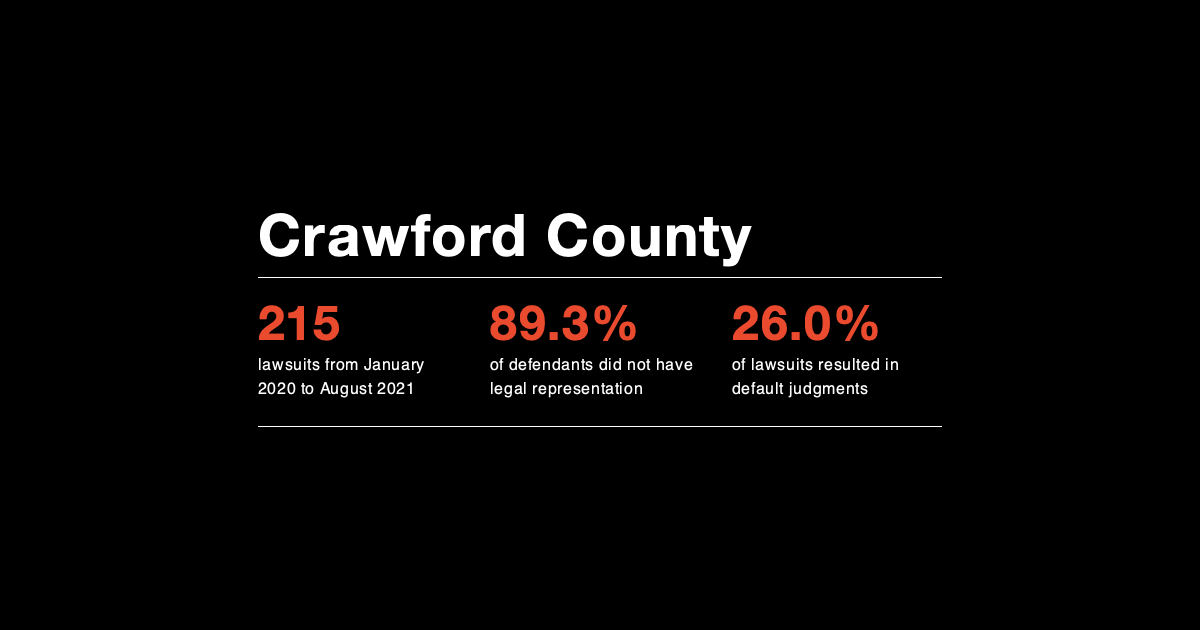 Crawford County
215
lawsuits from January
2020 to August 2021
89.3%
of defendants did not have
legal representation
26.0%
of lawsuits resulted in
default judgments